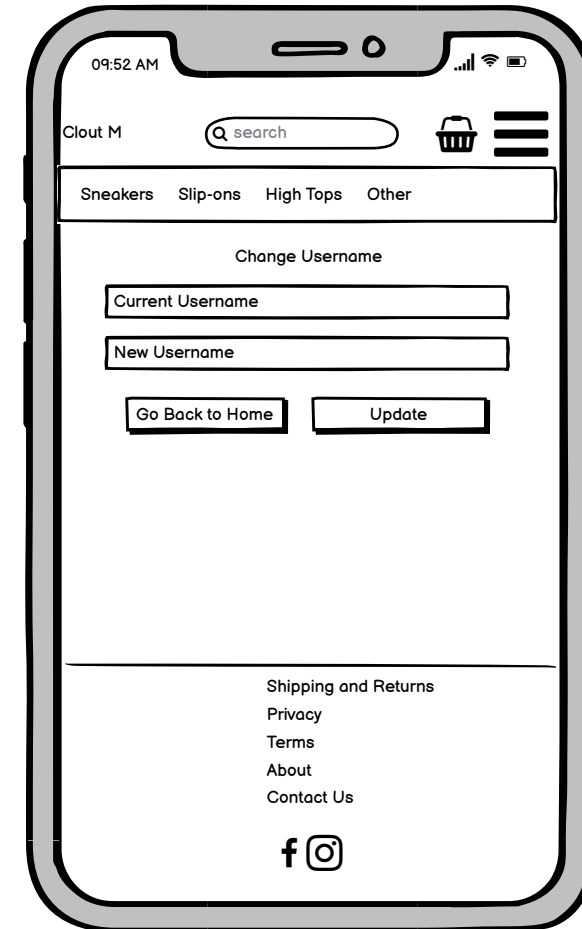 09:52 AM
Clout M
search
Sneakers Slip-ons High Tops Other
Change Username
Current Username
New Username
Go Back to Home Update
Shipping and Returns
Privacy
Terms
About
Contact Us